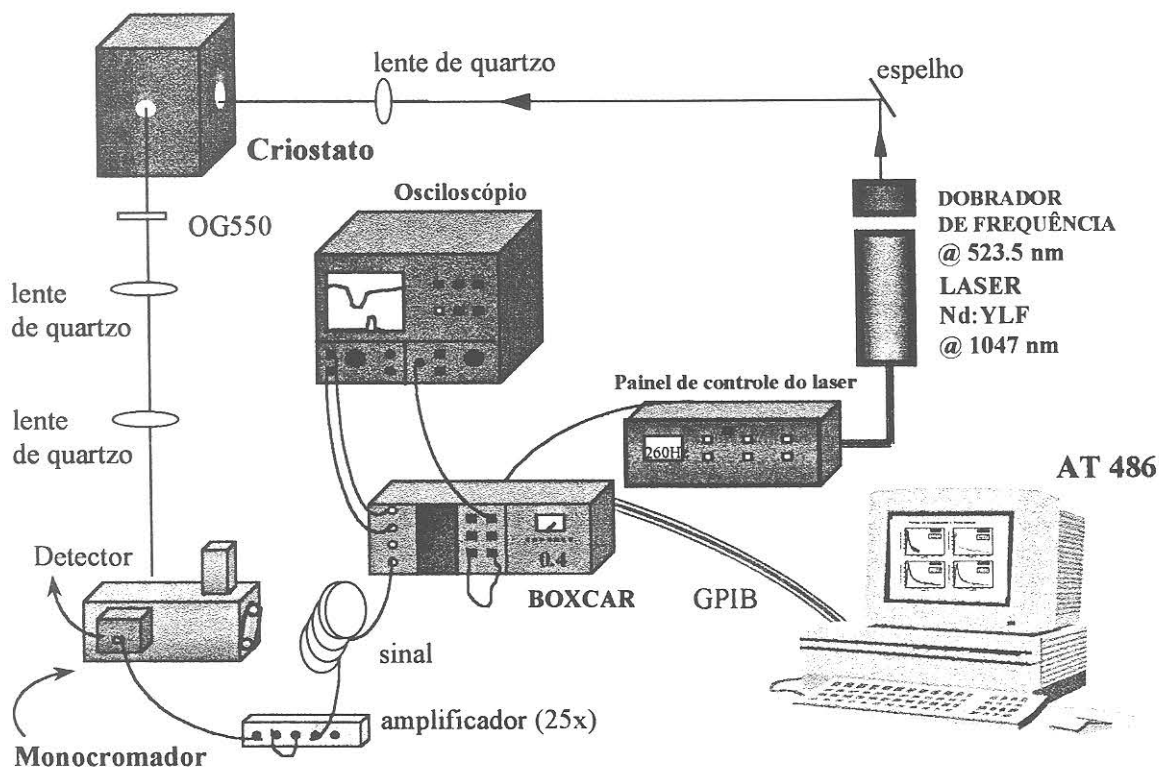 lente de quartzo
espelho
Criostato
Osciloscópio
OG550
DOBRADOR
DE FREQUÊNCIA
@ 523.5 nm
LASER
Nd:YLF
@ 1047 nm
lente
de quartzo
Painel de controle do laser
260Hz
lente
de quartzo
AT 486
Detector
0.4
BOXCAR
GPIB
sinal
amplificador (25x)
Monocromador